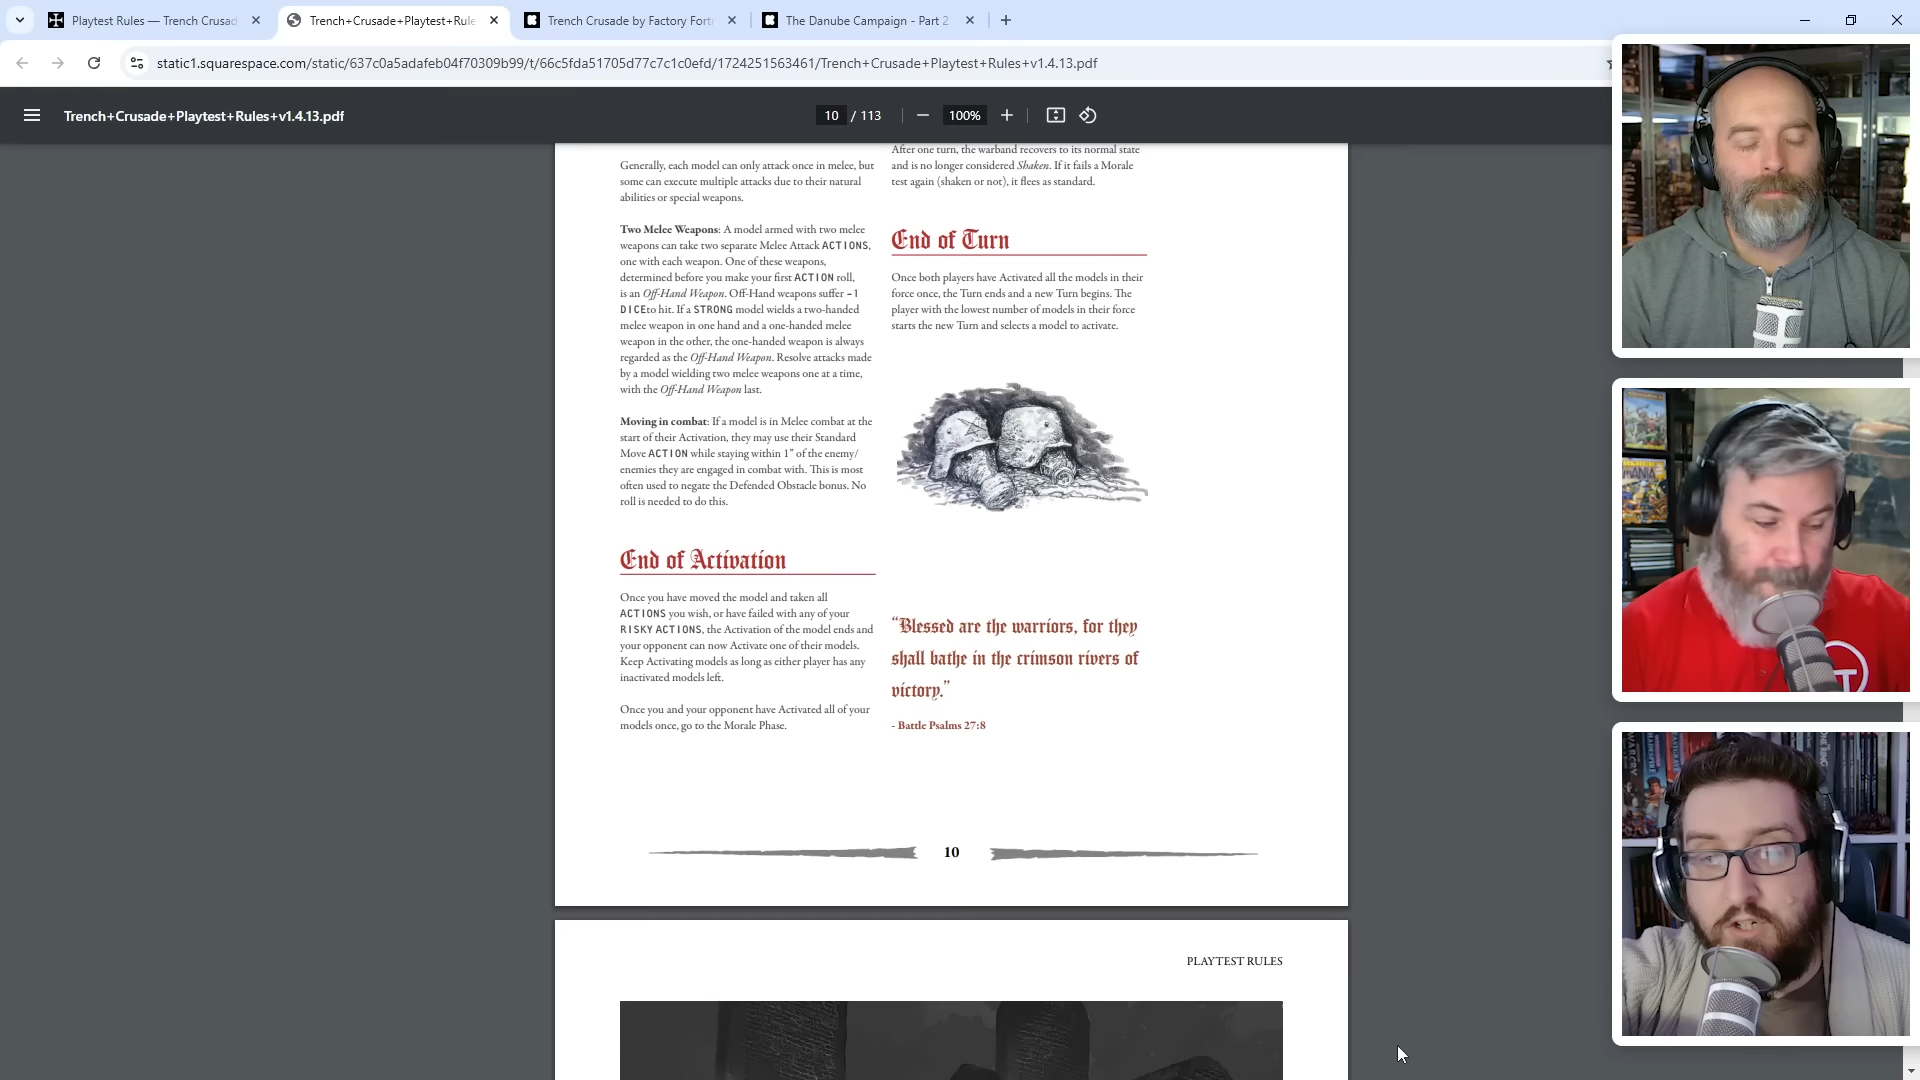 Playtest Rules — Trench Crusad
Trench+Crusade+Playtest+Rule
Trench Crusade by Factory Fort
The Danube Campaign - Part 2
static1.squarespace.com/static/637c0a5adafeb04f70309b99/t/66c5fda51705d77c7c1c0efd/1724251563461/Trench+Crusade+Playtest+Rules+v1.4.13.pdf
Trench+Crusade+Playtest+Rules+v1.4.13.pdf
10 / 113
100%
Generally, each model can only attack once in melee, but
some can execute multiple attacks due to their natural
abilities or special weapons.
Two Melee Weapons: A model armed with two melee
weapons can take two separate Melee Attack ACTIONS,
one with each weapon. One of these weapons,
determined before you make your first ACTION roll,
is an Off-Hand Weapon. Off-Hand weapons suffer -1
DICEto hit. If a STRONG model wields a two-handed
melee weapon in one hand and a one-handed melee
weapon in the other, the one-handed weapon is always
regarded as the Off-Hand Weapon. Resolve attacks made
by a model wielding two melee weapons one at a time,
with the Off-Hand Weapon last.
Moving in combat: If a model is in Melee combat at the
start of their Activation, they may use their Standard
Move ACTION while staying within 1” of the enemy/
enemies they are engaged in combat with. This is most
often used to negate the Defended Obstacle bonus. No
roll is needed to do this.
End of Activation
Once you have moved the model and taken all
ACTIONS you wish, or have failed with any of your
RISKY ACTIONS, the Activation of the model ends and
your opponent can now Activate one of their models.
Keep Activating models as long as either player has any
inactivated models left.
Once you and your opponent have Activated all of your
models once, go to the Morale Phase.
After one turn, the warband recovers to its normal state
and is no longer considered Shaken. If it fails a Morale
test again (shaken or not), it flees as standard.
End of Turn
Once both players have Activated all the models in their
force once, the Turn ends and a new Turn begins. The
player with the lowest number of models in their force
starts the new Turn and selects a model to activate.
“Blessed are the warriors, for they
shall bathe in the crimson rivers of
victory.”
- Battle Psalms 27:8
10
PLAYTEST RULES
MANIA
WARCRY